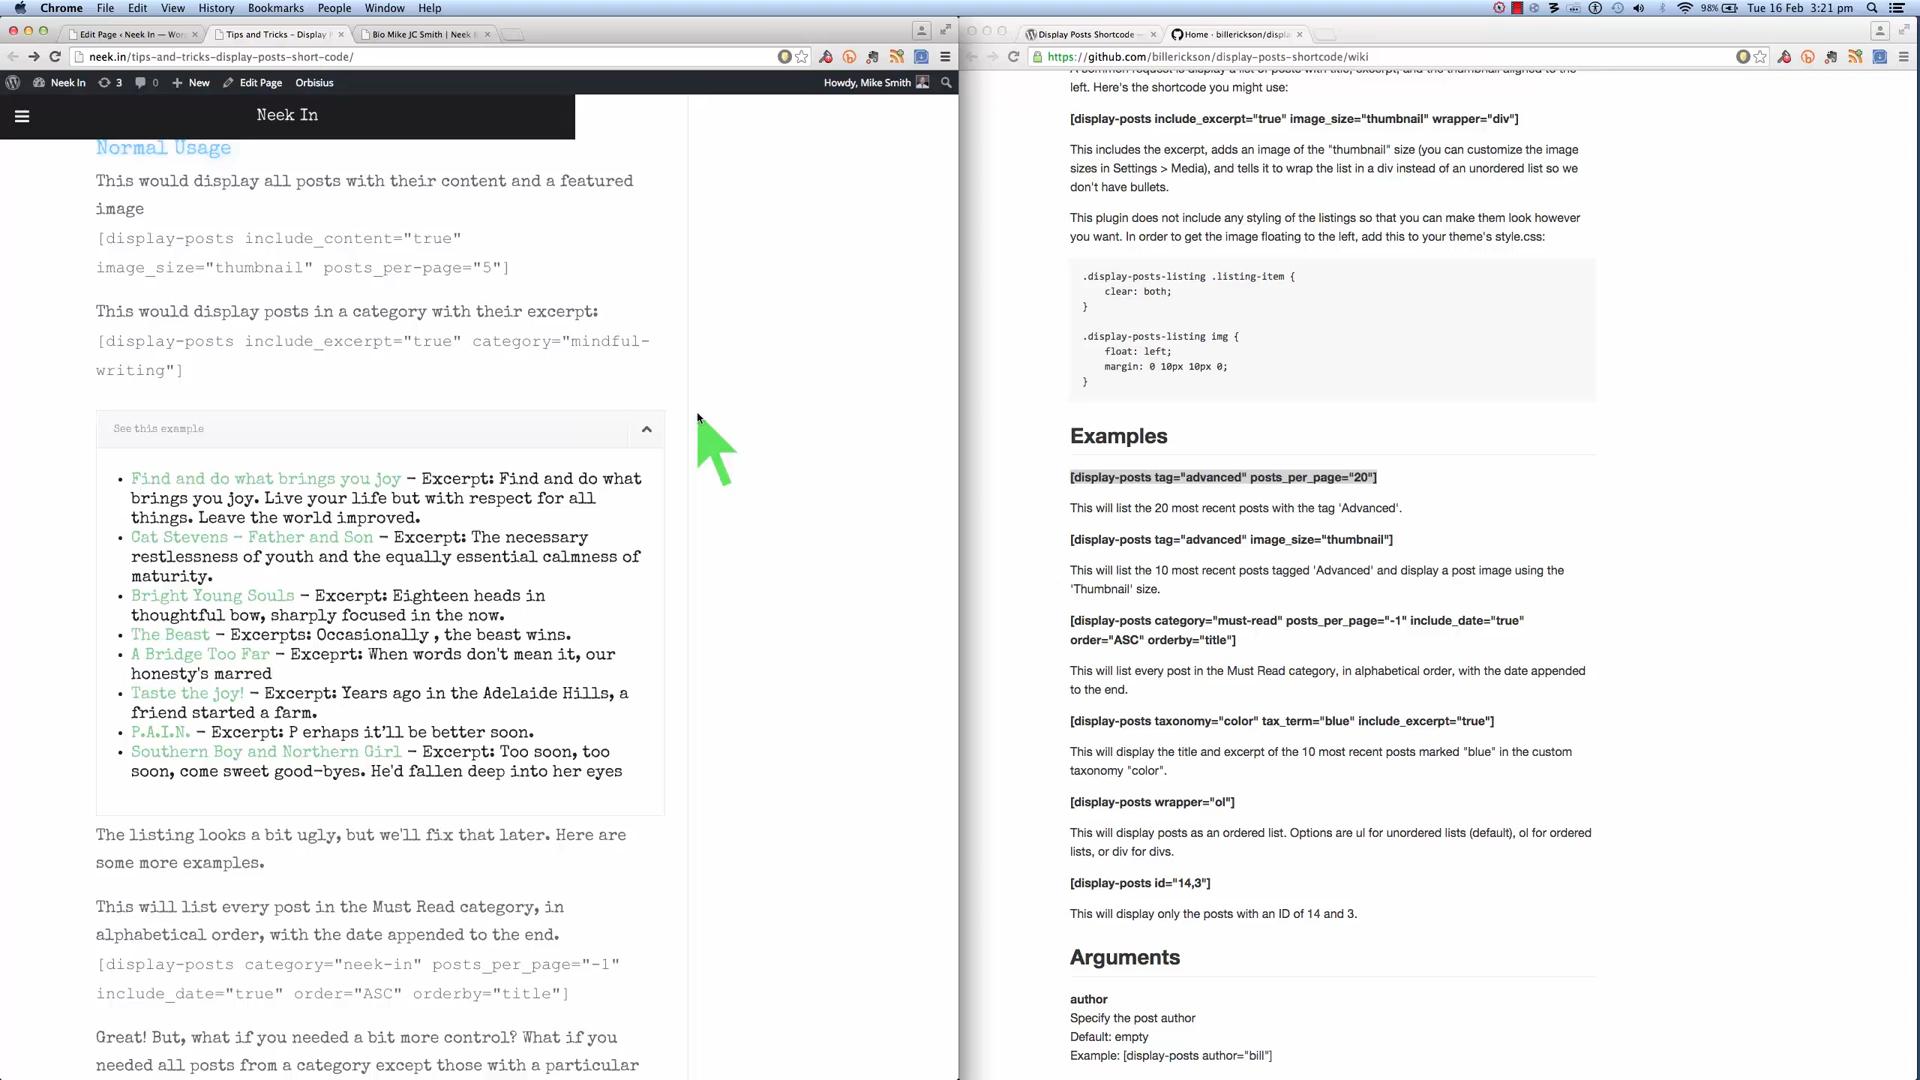 Chrome File Edit View History Bookmarks People Window Help
98% Tue 16 Feb 3:21 pm
Edit Page ‹ Neek In — Wor
Tips and Tricks – Display
Bio Mike JC Smith | Neek
neek.in/tips-and-tricks-display-posts-short-code/
Neek In 3 0 New Edit Page Orbisius
Howdy, Mike Smith
Neek In
Normal Usage
This would display all posts with their content and a featured
image
[display-posts include_content="true"
image_size="thumbnail" posts_per-page="5"]
This would display posts in a category with their excerpt:
[display-posts include_excerpt="true" category="mindful-
writing"]
See this example
• Find and do what brings you joy – Excerpt: Find and do what
brings you joy. Live your life but with respect for all
things. Leave the world improved.
• Cat Stevens – Father and Son – Excerpt: The necessary
restlessness of youth and the equally essential calmness of
maturity.
• Bright Young Souls – Excerpt: Eighteen heads in
thoughtful bow, sharply focused in the now.
• The Beast – Excerpts: Occasionally , the beast wins.
• A Bridge Too Far – Exceprt: When words don't mean it, our
honesty's marred
• Taste the joy! – Excerpt: Years ago in the Adelaide Hills, a
friend started a farm.
• P.A.I.N. – Excerpt: P erhaps it’ll be better soon.
• Southern Boy and Northern Girl – Excerpt: Too soon, too
soon, come sweet good-byes. He'd fallen deep into her eyes
The listing looks a bit ugly, but we'll fix that later. Here are
some more examples.
This will list every post in the Must Read category, in
alphabetical order, with the date appended to the end.
[display-posts category="neek-in" posts_per_page="-1"
include_date="true" order="ASC" orderby="title"]
Great! But, what if you needed a bit more control? What if you
needed all posts from a category except those with a particular
Display Posts Shortcode —
Home · billerickson/displa
https://github.com/billerickson/display-posts-shortcode/wiki
A common request is display a list of posts with title, excerpt, and the thumbnail aligned to the
left. Here's the shortcode you might use:
[display-posts include_excerpt="true" image_size="thumbnail" wrapper="div"]
This includes the excerpt, adds an image of the "thumbnail" size (you can customize the image
sizes in Settings > Media), and tells it to wrap the list in a div instead of an unordered list so we
don't have bullets.
This plugin does not include any styling of the listings so that you can make them look however
you want. In order to get the image floating to the left, add this to your theme's style.css:
.display-posts-listing .listing-item {
clear: both;
}
.display-posts-listing img {
float: left;
margin: 0 10px 10px 0;
}
Examples
[display-posts tag="advanced" posts_per_page="20"]
This will list the 20 most recent posts with the tag 'Advanced'.
[display-posts tag="advanced" image_size="thumbnail"]
This will list the 10 most recent posts tagged 'Advanced' and display a post image using the
'Thumbnail' size.
[display-posts category="must-read" posts_per_page="-1" include_date="true"
order="ASC" orderby="title"]
This will list every post in the Must Read category, in alphabetical order, with the date appended
to the end.
[display-posts taxonomy="color" tax_term="blue" include_excerpt="true"]
This will display the title and excerpt of the 10 most recent posts marked "blue" in the custom
taxonomy "color".
[display-posts wrapper="ol"]
This will display posts as an ordered list. Options are ul for unordered lists (default), ol for ordered
lists, or div for divs.
[display-posts id="14,3"]
This will display only the posts with an ID of 14 and 3.
Arguments
author
Specify the post author
Default: empty
Example: [display-posts author="bill"]